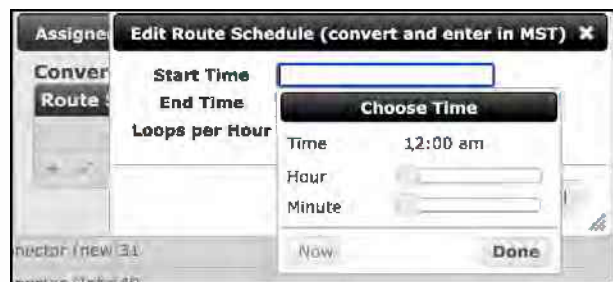 Assigne
Edit Route Schedule (convert and enter in MST) ×
Conver
Start Time
Route
End Time
Choose Time
Loops per Hour
Time 12:00 am
Hour
Minute
Now Done
nector (new 31